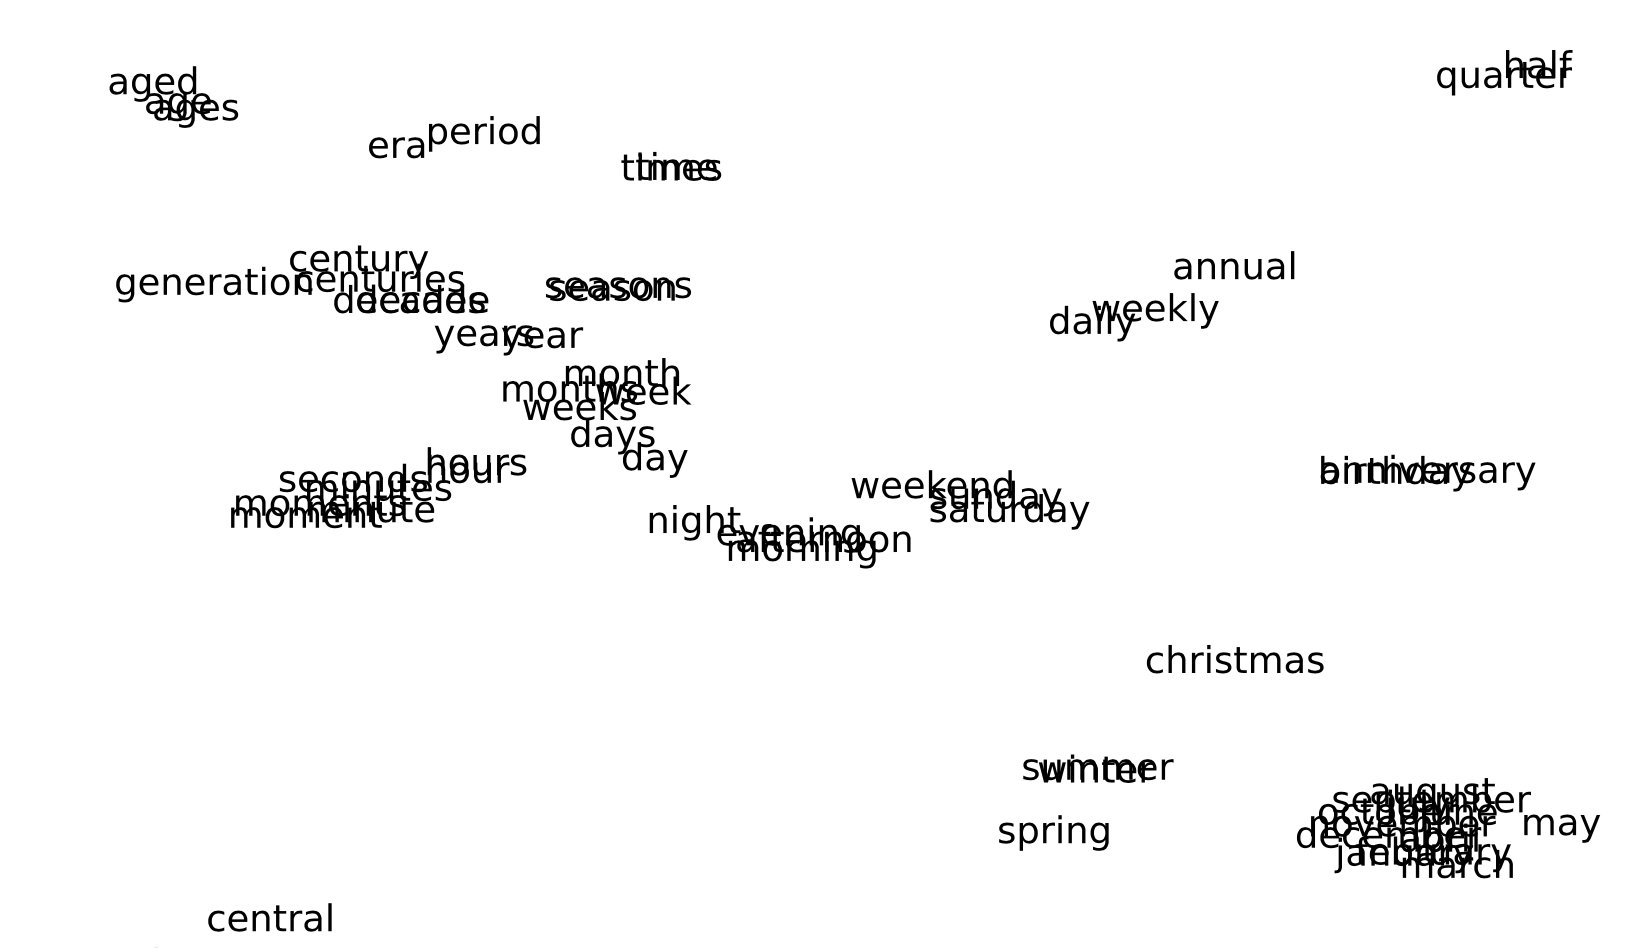 half
quarter
aged
age
ages
period
era
times
time
century
annual
centuries
generation
seasons
season
decades
decade
weekly
daily
years
year
month
months
week
weeks
days
day
hours
hour
birthday
anniversary
seconds
minutes
weekend
sunday
moments
minute
saturday
moment
night
evening
afternoon
morning
christmas
summer
winter
august
september
july
june
october
november
may
spring
december
april
january
february
march
central